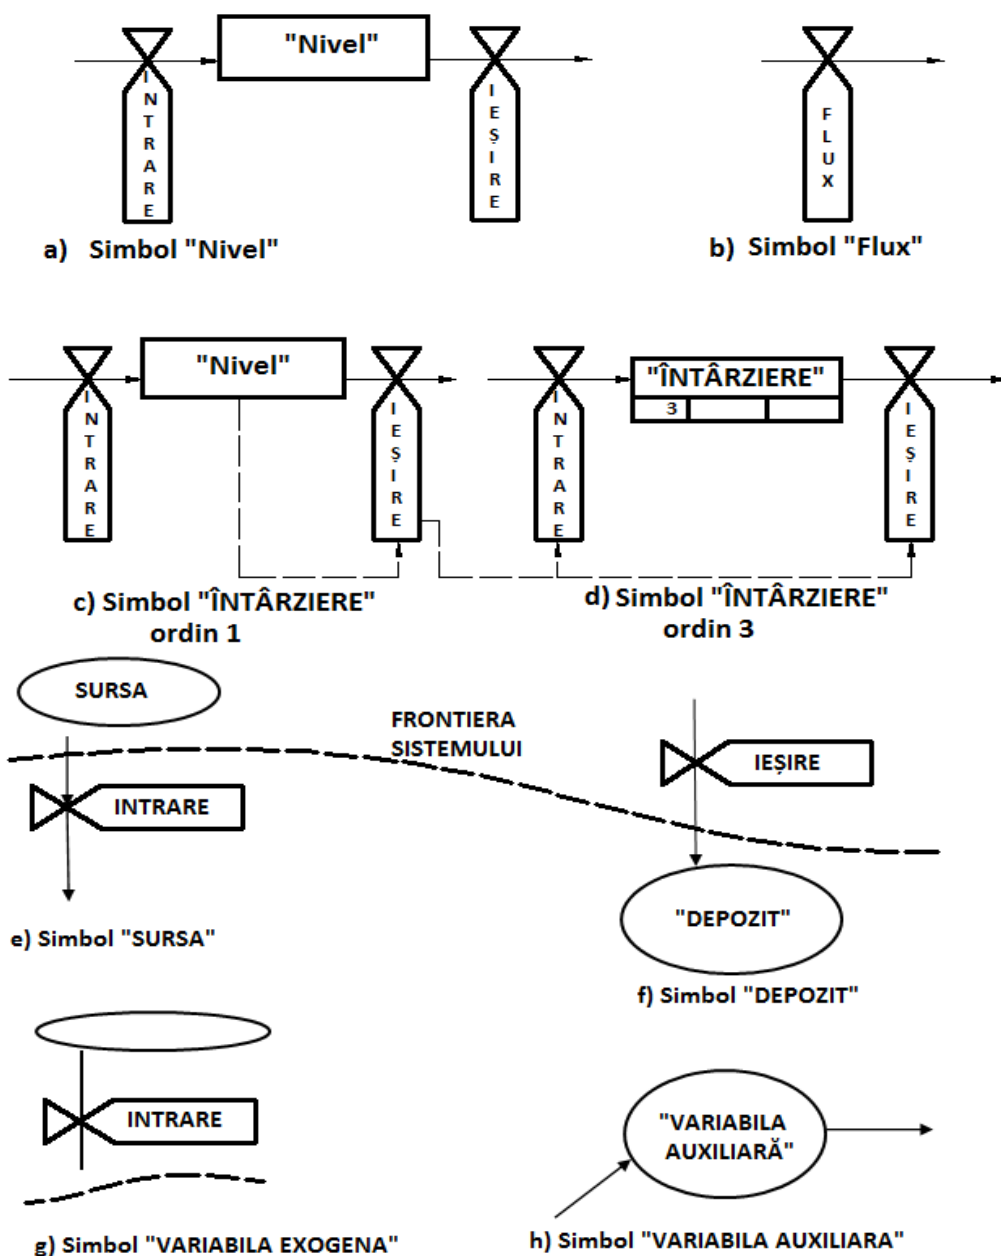 "Nivel"
INTRARE
IEȘIRE
FLUX
a) Simbol "Nivel"
b) Simbol "Flux"
"Nivel"
"ÎNTÂRZIERE"
3
INTRARE
IEȘIRE
INTRARE
IEȘIRE
c) Simbol "ÎNTÂRZIERE"
ordin 1
d) Simbol "ÎNTÂRZIERE"
ordin 3
SURSA
FRONTIERA
SISTEMULUI
INTRARE
IEȘIRE
e) Simbol "SURSA"
"DEPOZIT"
f) Simbol "DEPOZIT"
INTRARE
"VARIABILA
AUXILIARĂ"
g) Simbol "VARIABILA EXOGENA"
h) Simbol "VARIABILA AUXILIARA"